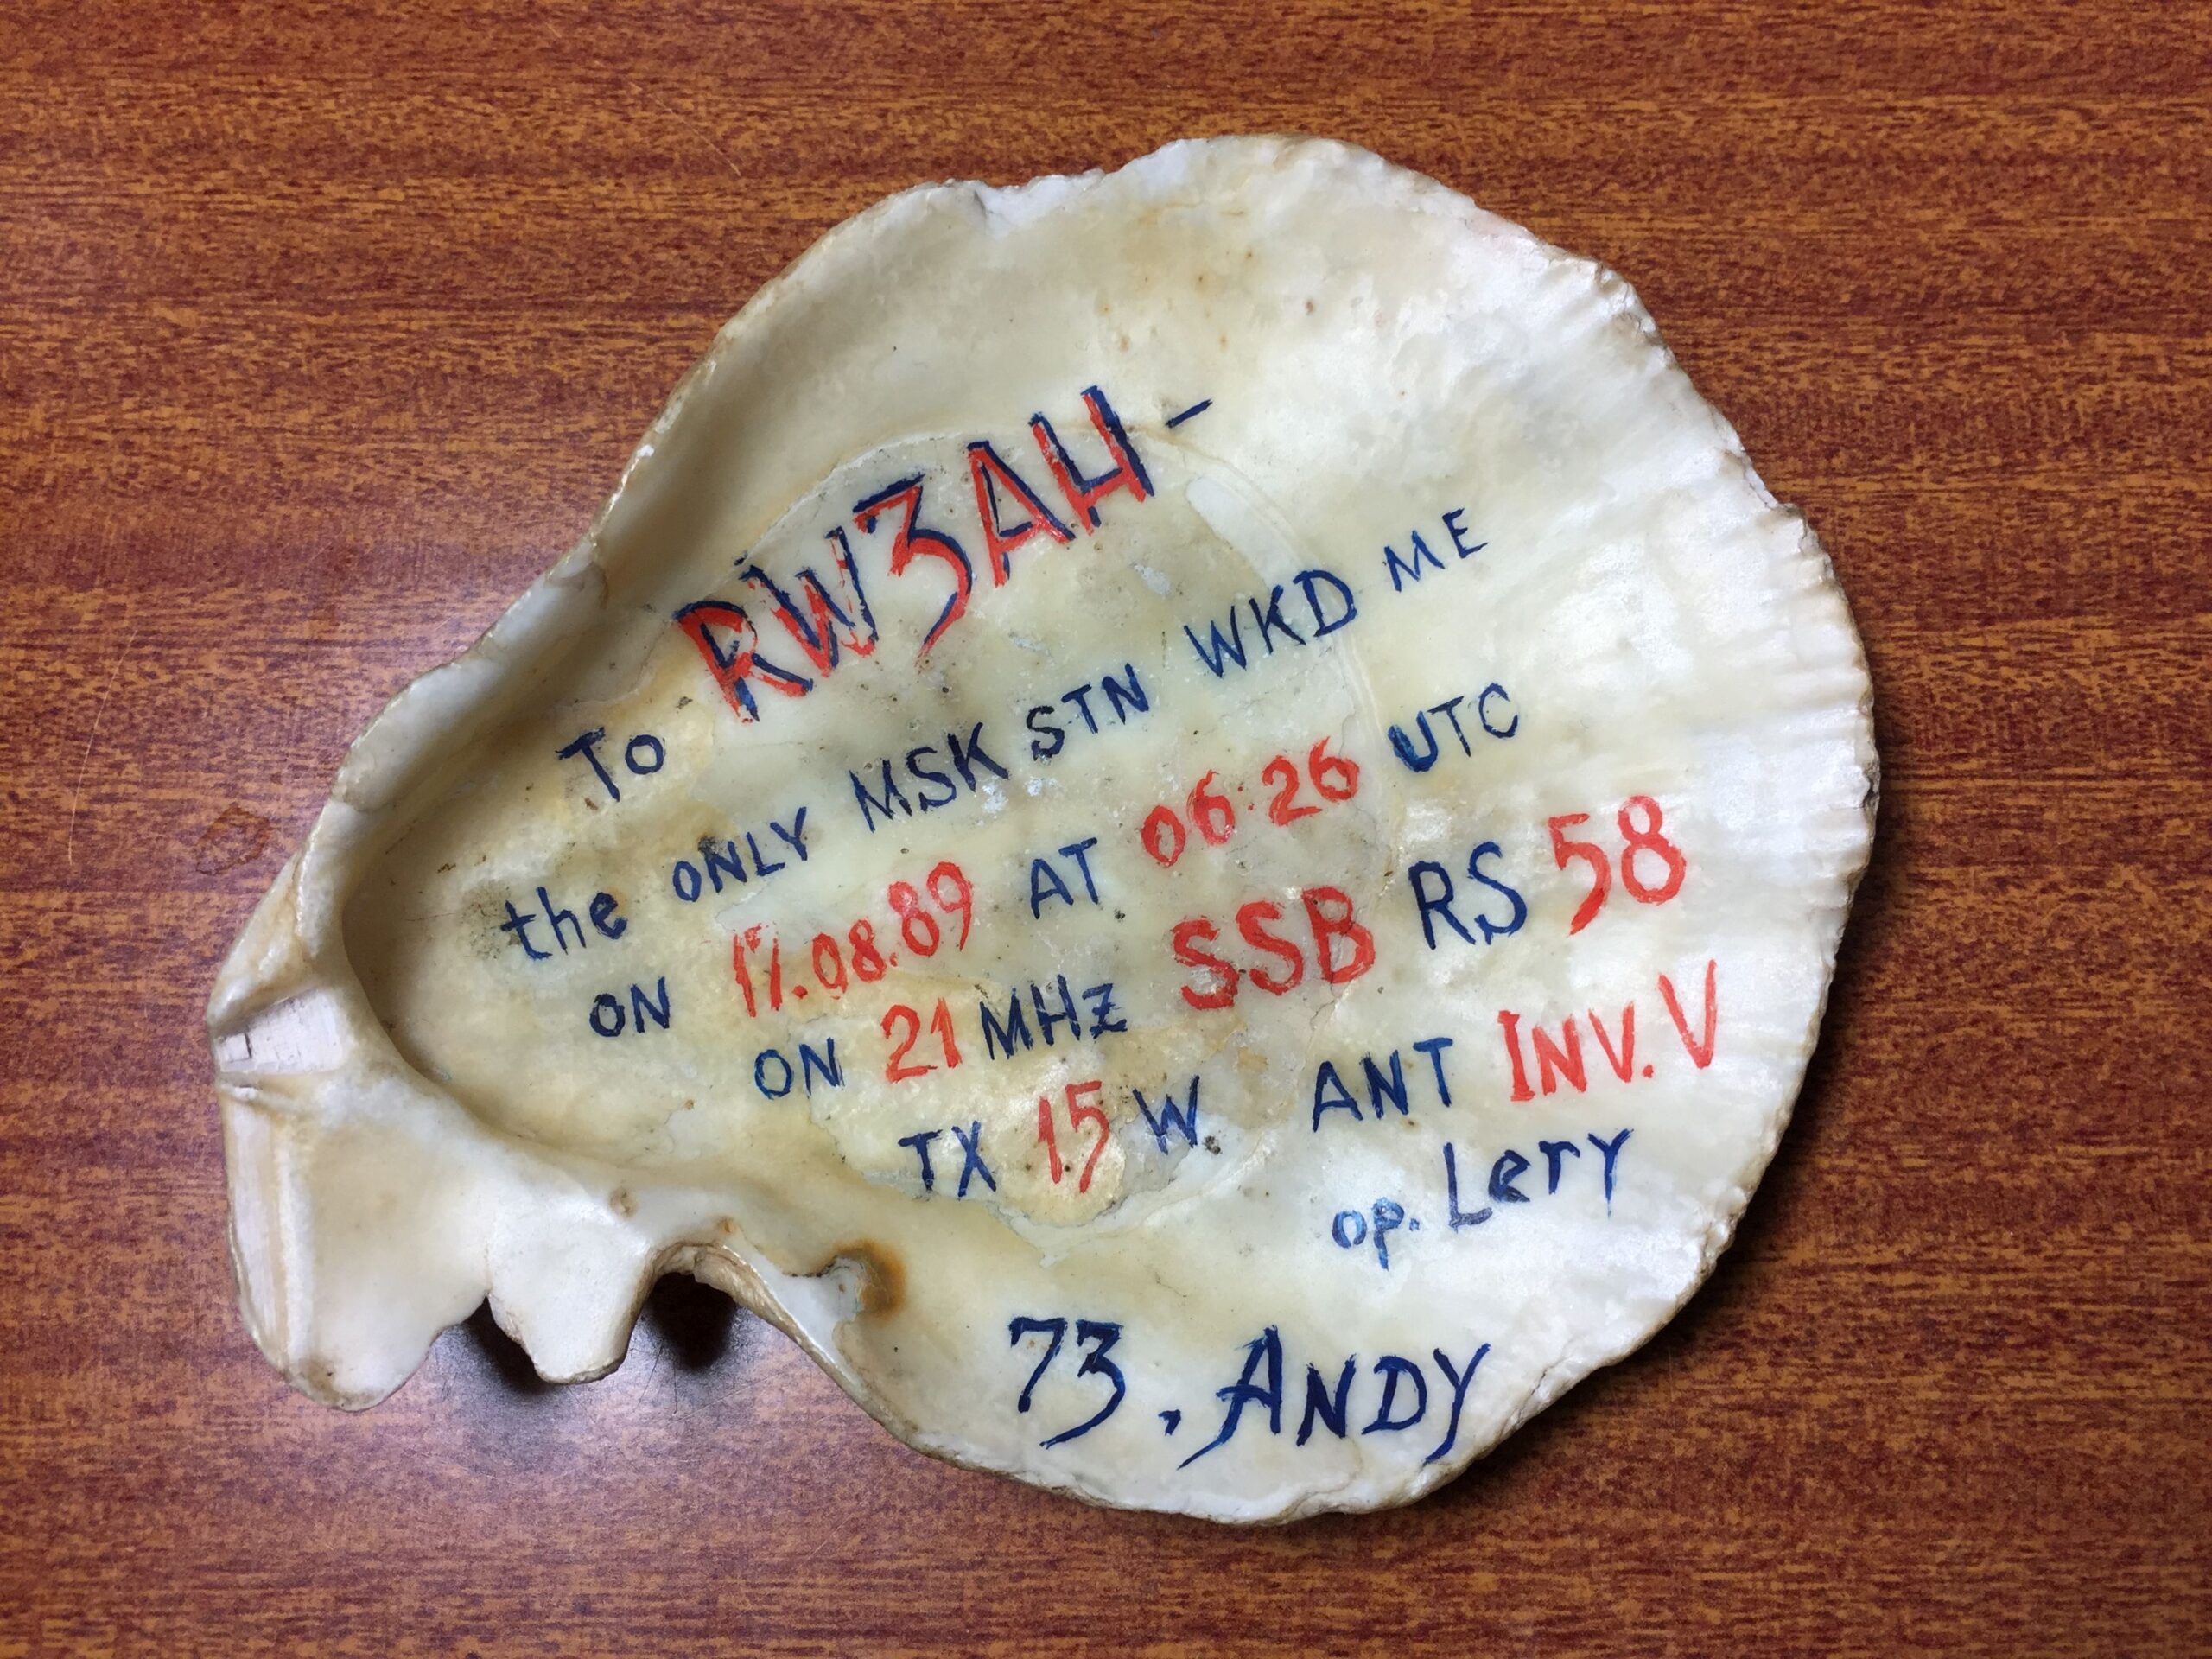 To RW3AH -
the ONLY MSK STN WKD ME
ON 17.08.89 AT 06.26 UTC
ON 21 MHz SSB RS 58
TX 15 W. ANT INV. V
op. Lery
73, ANDY